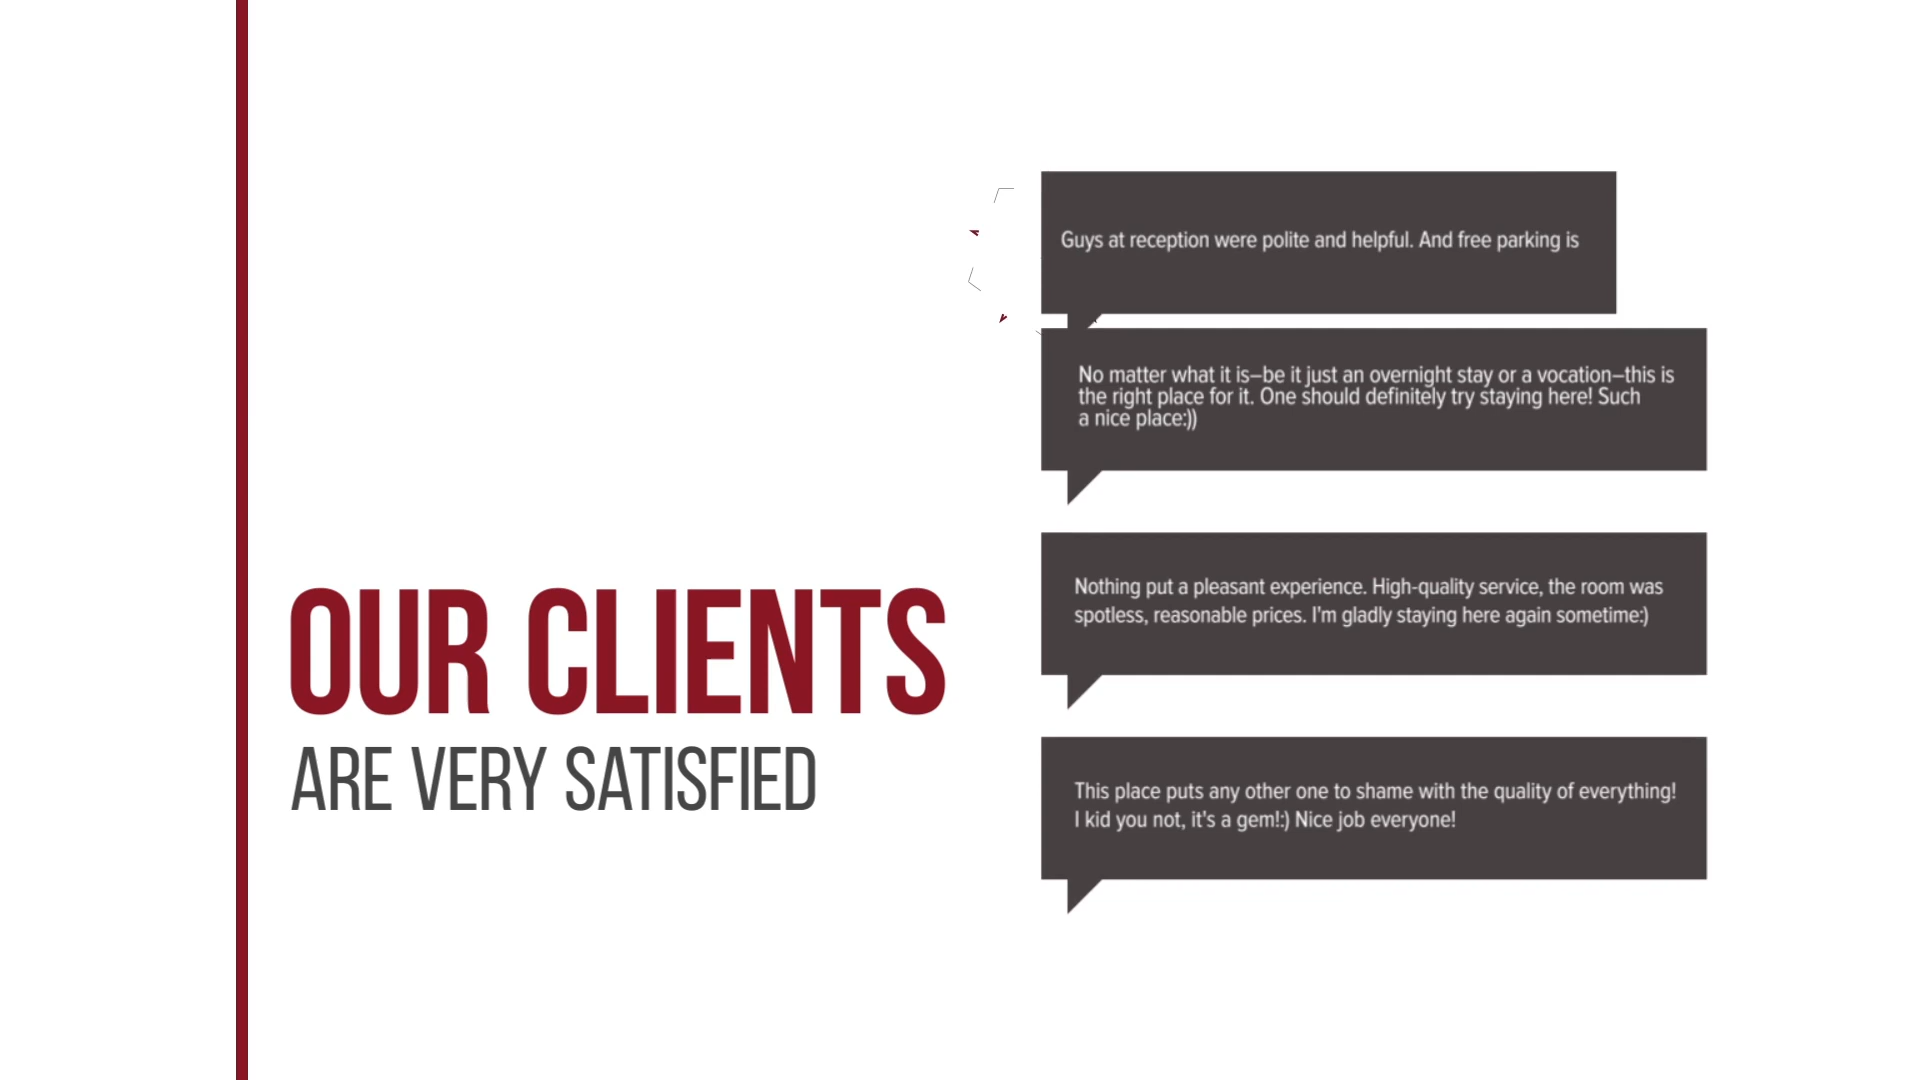 OUR CLIENTS
ARE VERY SATISFIED
Guys at reception were polite and helpful. And free parking is
No matter what it is–be it just an overnight stay or a vocation–this is
the right place for it. One should definitely try staying here! Such
a nice place:))
Nothing put a pleasant experience. High-quality service, the room was
spotless, reasonable prices. I'm gladly staying here again sometime:)
This place puts any other one to shame with the quality of everything!
I kid you not, it's a gem!:) Nice job everyone!